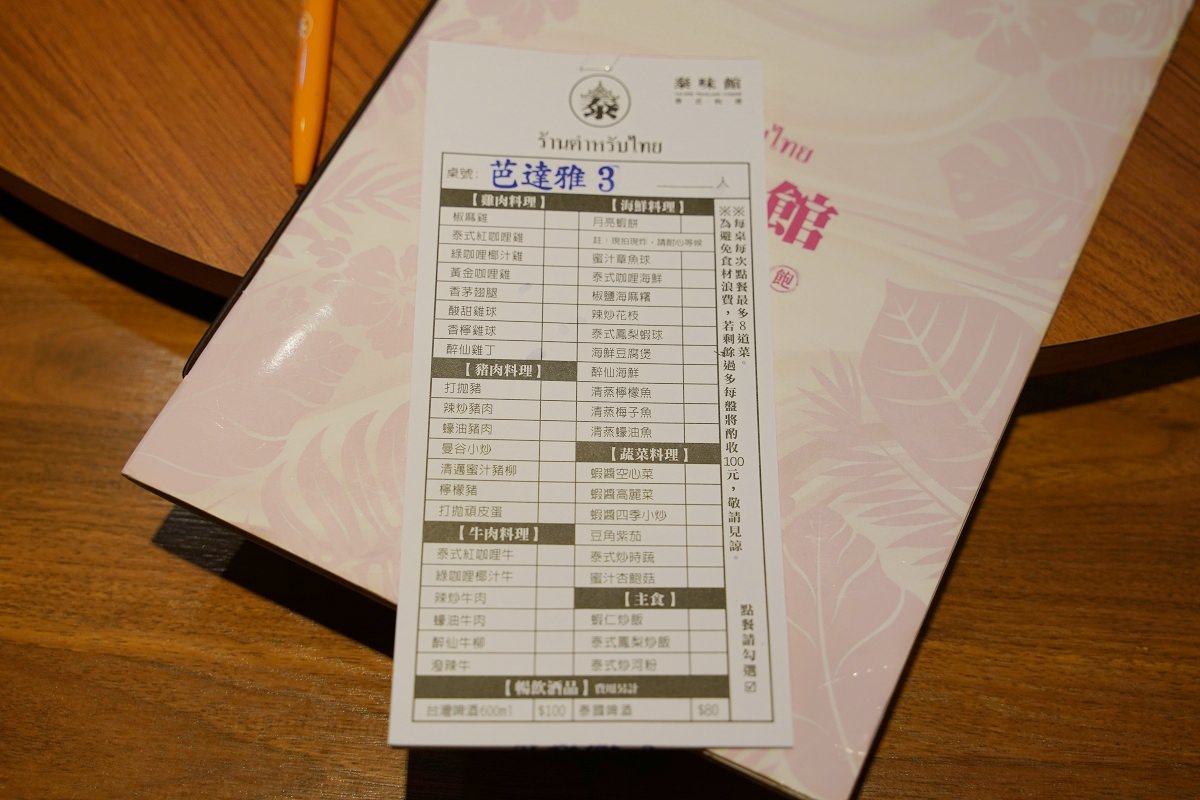 泰
泰味館
ร้านตำหรับไทย
桌號: 芭達雅 3 ______人
【雞肉料理】
椒麻雞
泰式紅咖哩雞
綠咖哩椰汁雞
黃金咖哩雞
香茅翅腿
酸甜雞球
香檸雞球
醉仙雞丁
【豬肉料理】
打拋豬
辣炒豬肉
蠔油豬肉
曼谷小炒
清邁蜜汁豬柳
檸檬豬
打拋頑皮蛋
【牛肉料理】
泰式紅咖哩牛
綠咖哩椰汁牛
辣炒牛肉
蠔油牛肉
醉仙牛柳
潑辣牛
【海鮮料理】
月亮蝦餅
註:現拍現炸,請耐心等候
蜜汁章魚球
泰式咖哩海鮮
椒鹽海麻糬
辣炒花枝
泰式鳳梨蝦球
海鮮豆腐煲
醉仙海鮮
清蒸檸檬魚
清蒸梅子魚
清蒸蠔油魚
【蔬菜料理】
蝦醬空心菜
蝦醬高麗菜
蝦醬四季小炒
豆角紫茄
泰式炒時蔬
蜜汁杏鮑菇
【主食】
蝦仁炒飯
泰式鳳梨炒飯
泰式炒河粉
【暢飲酒品】費用另計
台灣啤酒600ml $100 泰國啤酒 $80
※每桌每次點餐最多8道菜。
※為避免食材浪費,若剩餘過多每盤將酌收100元,敬請見諒。
點餐請勾選☑
ไทย
館
飽